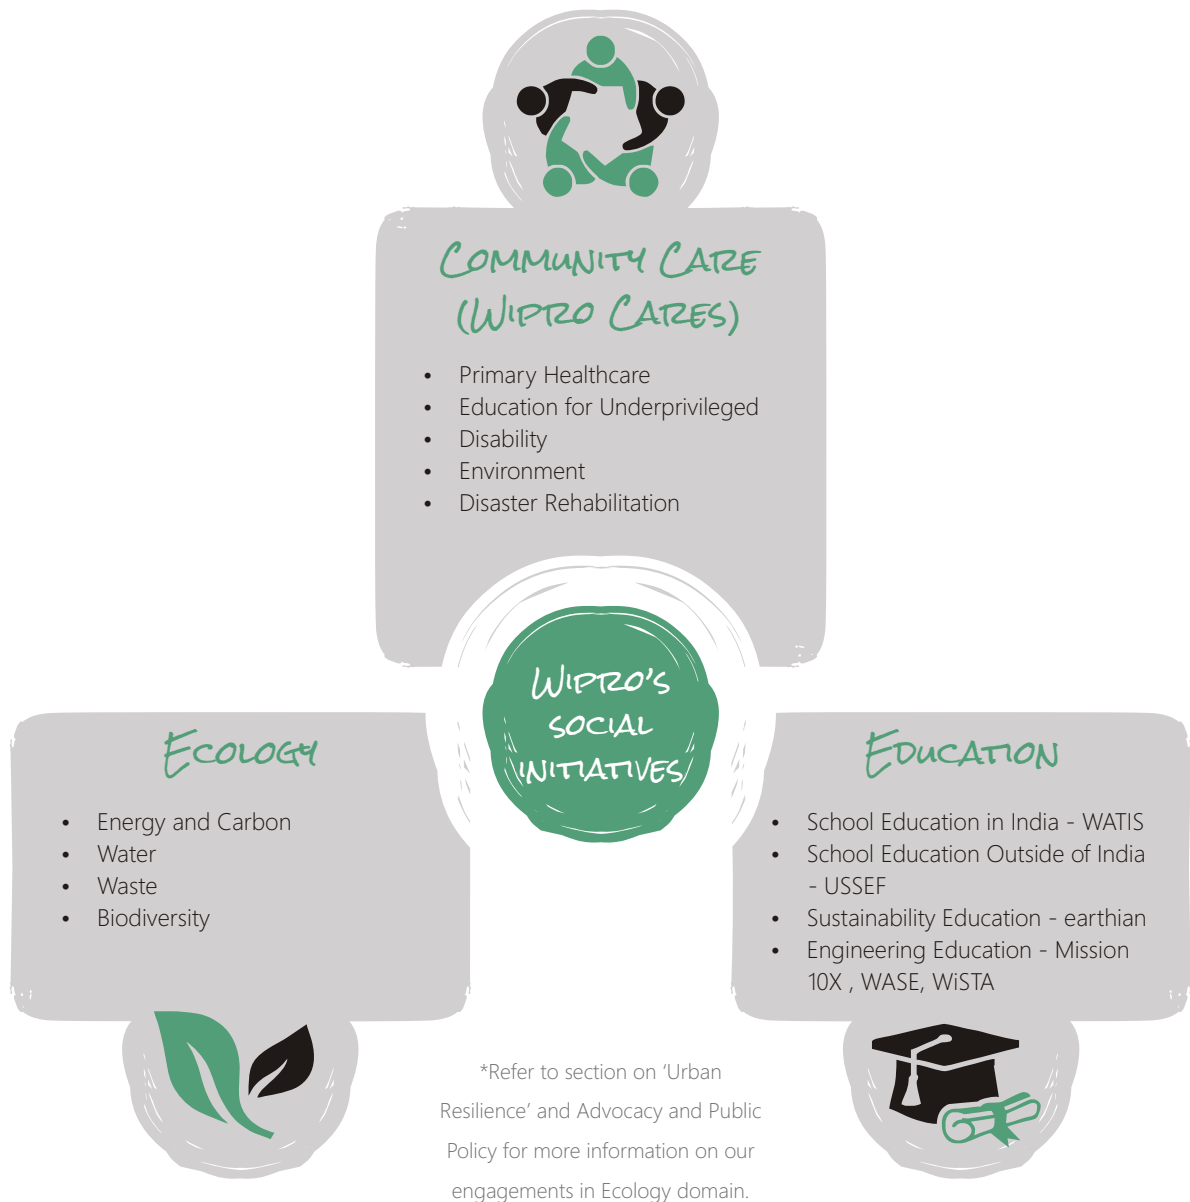 Community Care
(Wipro Cares)
• Primary Healthcare
• Education for Underprivileged
• Disability
• Environment
• Disaster Rehabilitation
Wipro's
social
initiatives
Ecology
• Energy and Carbon
• Water
• Waste
• Biodiversity
Education
• School Education in India - WATIS
• School Education Outside of India
- USSEF
• Sustainability Education - earthian
• Engineering Education - Mission
10X , WASE, WiSTA
*Refer to section on ‘Urban
Resilience’ and Advocacy and Public
Policy for more information on our
engagements in Ecology domain.